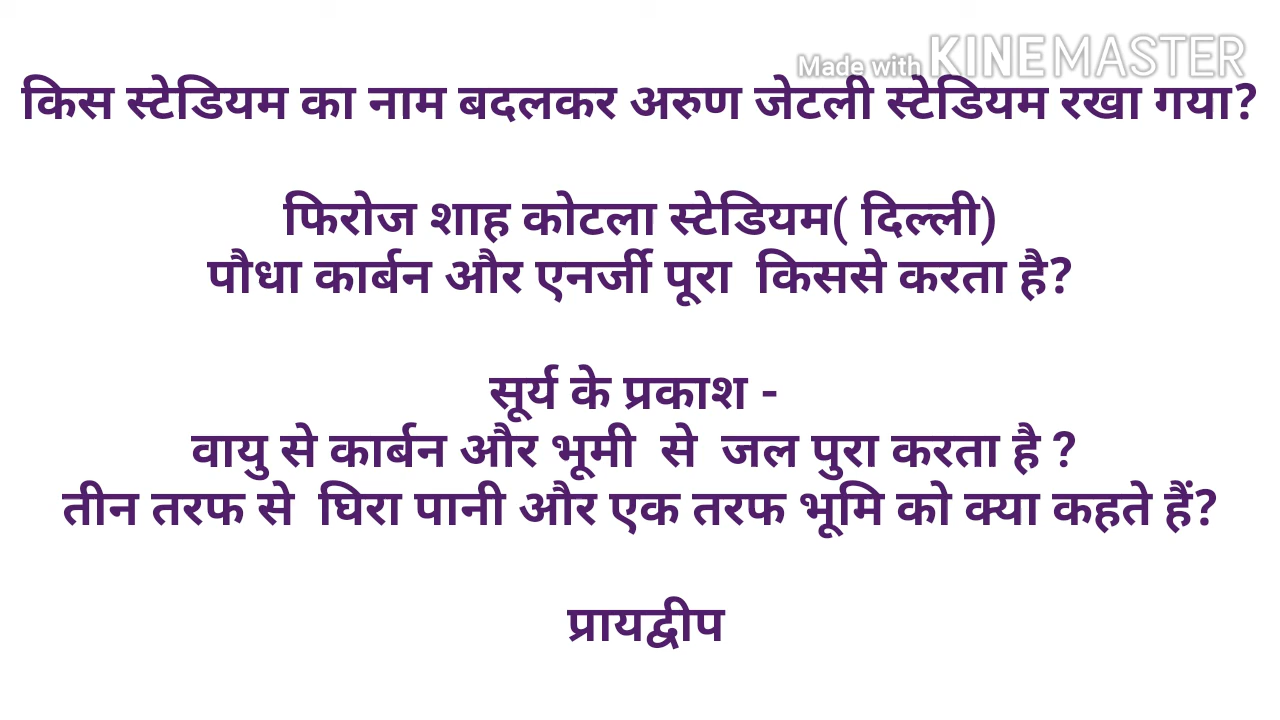 Made with KINEMASTER
किस स्टेडियम का नाम बदलकर अरुण जेटली स्टेडियम रखा गया?
फिरोज शाह कोटला स्टेडियम( दिल्ली)
पौधा कार्बन और एनर्जी पूरा किससे करता है?
सूर्य के प्रकाश -
वायु से कार्बन और भूमी से जल पुरा करता है ?
तीन तरफ से घिरा पानी और एक तरफ भूमि को क्या कहते हैं?
प्रायद्वीप